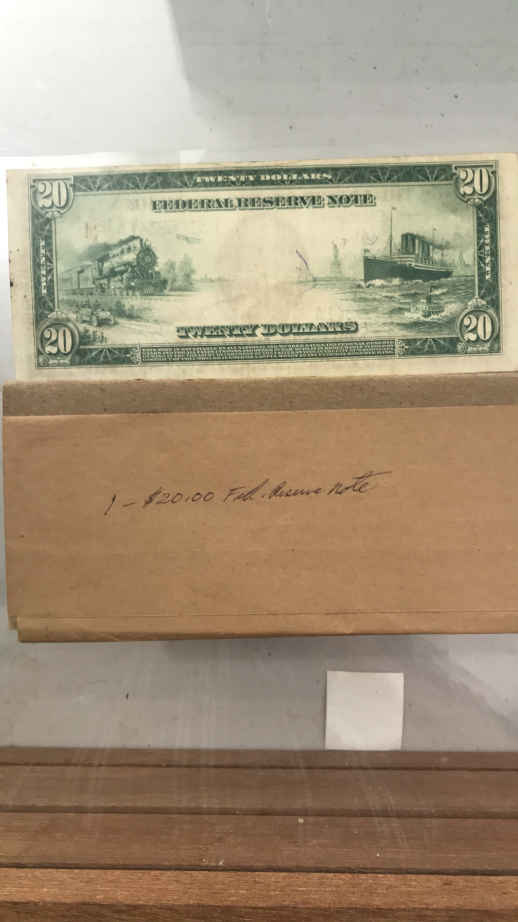 TWENTY DOLLARS
20 20
FEDERAL RESERVE NOTE
TWENTY TWENTY
TWENTY DOLLARS
20 20
1 - $20.00 Fed. Reserve Note